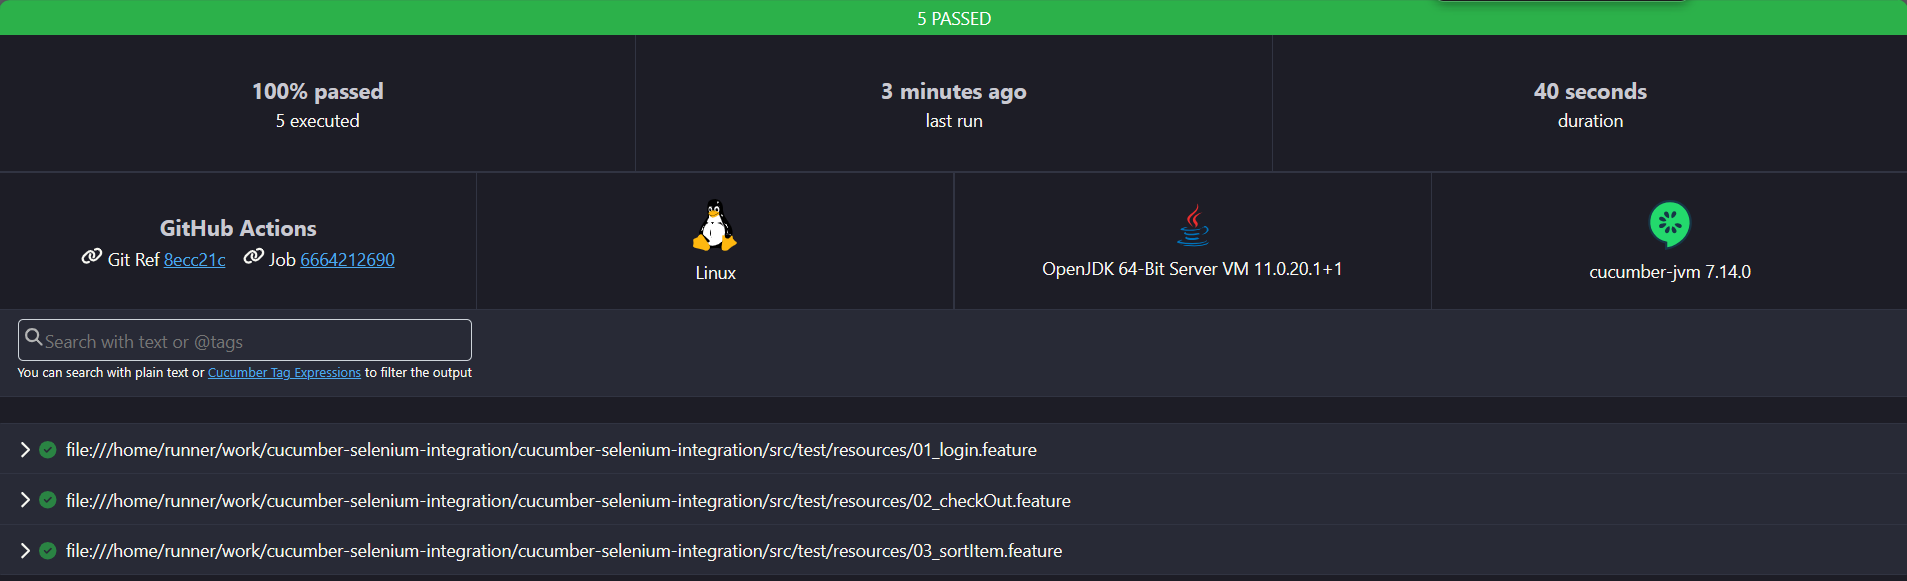 5 PASSED
100% passed
5 executed
3 minutes ago
last run
40 seconds
duration
GitHub Actions
Git Ref 8ecc21c Job 6664212690
Linux
OpenJDK 64-Bit Server VM 11.0.20.1+1
cucumber-jvm 7.14.0
Search with text or @tags
You can search with plain text or Cucumber Tag Expressions to filter the output
file:///home/runner/work/cucumber-selenium-integration/cucumber-selenium-integration/src/test/resources/01_login.feature
file:///home/runner/work/cucumber-selenium-integration/cucumber-selenium-integration/src/test/resources/02_checkOut.feature
file:///home/runner/work/cucumber-selenium-integration/cucumber-selenium-integration/src/test/resources/03_sortItem.feature